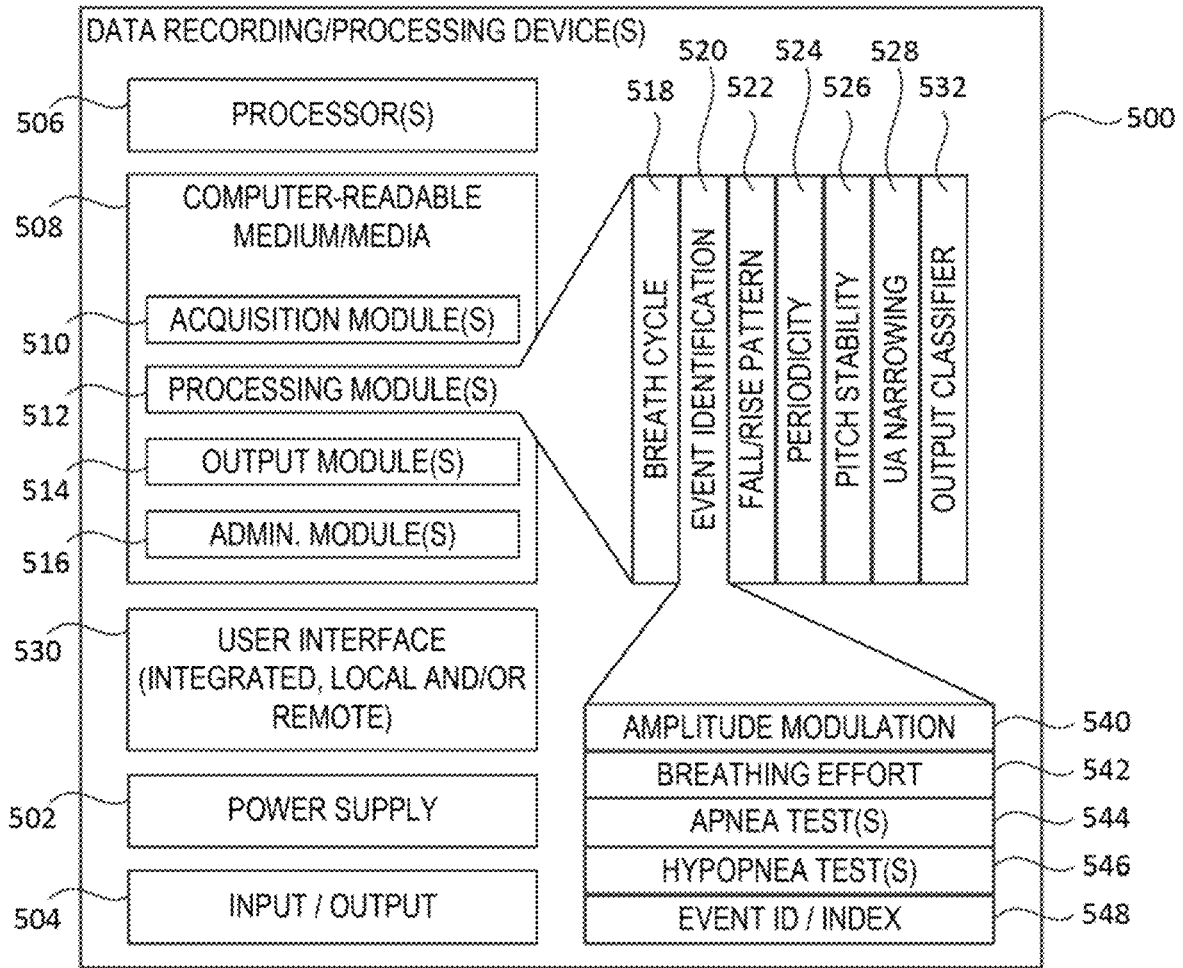 DATA RECORDING/PROCESSING DEVICE(S)
500
506
PROCESSOR(S)
508
COMPUTER-READABLE
MEDIUM/MEDIA
510
ACQUISITION MODULE(S)
512
PROCESSING MODULE(S)
514
OUTPUT MODULE(S)
516
ADMIN. MODULE(S)
530
USER INTERFACE
(INTEGRATED, LOCAL AND/OR
REMOTE)
502
POWER SUPPLY
504
INPUT / OUTPUT
518
BREATH CYCLE
520
EVENT IDENTIFICATION
522
FALL/RISE PATTERN
524
PERIODICITY
526
PITCH STABILITY
528
UA NARROWING
532
OUTPUT CLASSIFIER
AMPLITUDE MODULATION
540
BREATHING EFFORT
542
APNEA TEST(S)
544
HYPOPNEA TEST(S)
546
EVENT ID / INDEX
548